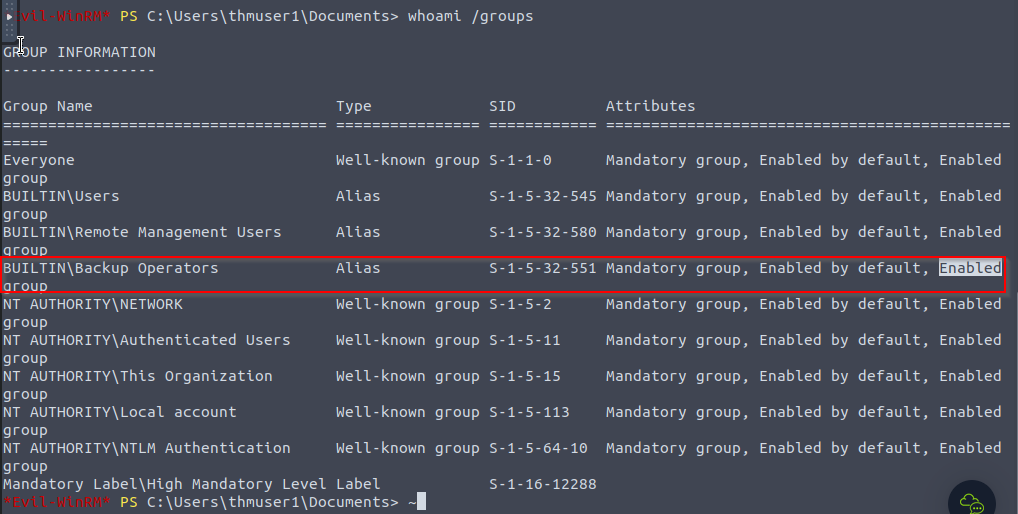 vil-WinRM* PS C:\Users\thmuser1\Documents> whoami /groups
GROUP INFORMATION
-----------------
Group Name                           Type             SID          Attributes
==================================== ================ ============ =============================================
=====
Everyone                             Well-known group S-1-1-0      Mandatory group, Enabled by default, Enabled
group
BUILTIN\Users                        Alias            S-1-5-32-545 Mandatory group, Enabled by default, Enabled
group
BUILTIN\Remote Management Users      Alias            S-1-5-32-580 Mandatory group, Enabled by default, Enabled
group
BUILTIN\Backup Operators             Alias            S-1-5-32-551 Mandatory group, Enabled by default, Enabled
group
NT AUTHORITY\NETWORK                 Well-known group S-1-5-2      Mandatory group, Enabled by default, Enabled
group
NT AUTHORITY\Authenticated Users     Well-known group S-1-5-11     Mandatory group, Enabled by default, Enabled
group
NT AUTHORITY\This Organization       Well-known group S-1-5-15     Mandatory group, Enabled by default, Enabled
group
NT AUTHORITY\Local account           Well-known group S-1-5-113    Mandatory group, Enabled by default, Enabled
group
NT AUTHORITY\NTLM Authentication     Well-known group S-1-5-64-10  Mandatory group, Enabled by default, Enabled
group
Mandatory Label\High Mandatory Level Label            S-1-16-12288
*Evil-WinRM* PS C:\Users\thmuser1\Documents> ~